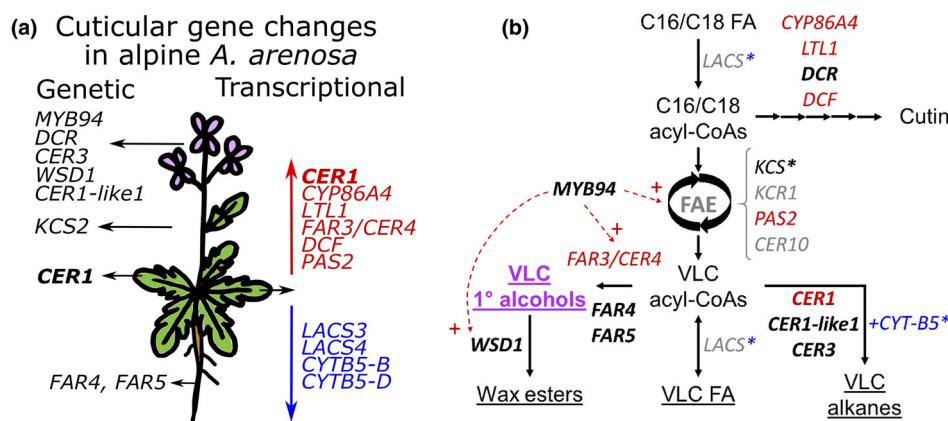 (a) Cuticular gene changes
in alpine A. arenosa
Genetic
MYB94
DCR
CER3
WSD1
CER1-like1
KCS2
CER1
FAR4, FAR5
Transcriptional
CER1
CYP86A4
LTL1
FAR3/CER4
DCF
PAS2
LACS3
LACS4
CYTB5-B
CYTB5-D
(b)
C16/C18 FA
LACS*
C16/C18
acyl-CoAs
CYP86A4
LTL1
DCR
DCF
Cutin
FAE
KCS*
KCR1
PAS2
CER10
MYB94
+
+
+
FAR3/CER4
VLC
acyl-CoAs
VLC
1° alcohols
FAR4
FAR5
WSD1
Wax esters
LACS*
VLC FA
CER1
CER1-like1
CER3
+CYT-B5*
VLC
alkanes